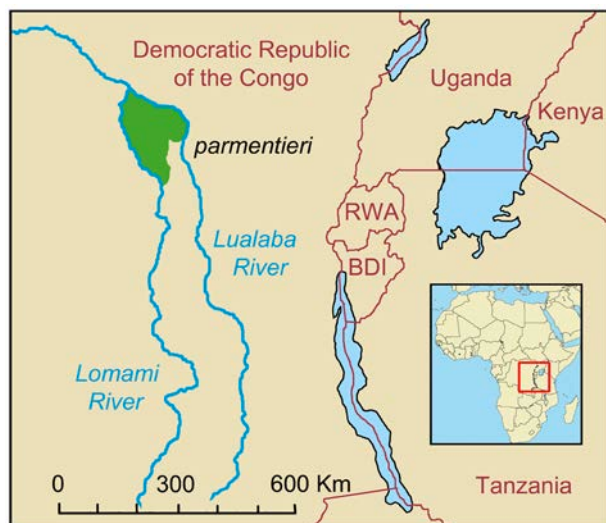 Democratic Republic
of the Congo
Uganda
Kenya
parmentieri
RWA
Lualaba
River
BDI
Lomami
River
0 300 600 Km
Tanzania